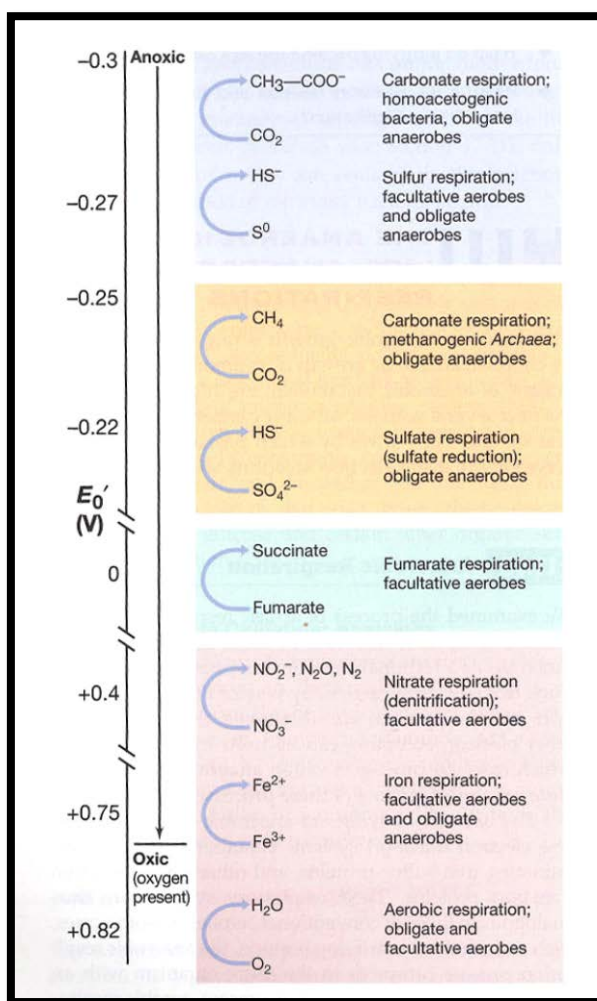 −0.3
Anoxic
CH₃—COO⁻
CO₂
Carbonate respiration;
homoacetogenic
bacteria, obligate
anaerobes
−0.27
HS⁻
S⁰
Sulfur respiration;
facultative aerobes
and obligate
anaerobes
−0.25
CH₄
CO₂
Carbonate respiration;
methanogenic Archaea;
obligate anaerobes
−0.22
HS⁻
SO₄²⁻
Sulfate respiration
(sulfate reduction);
obligate anaerobes
E₀′
(V)
0
Succinate
Fumarate
Fumarate respiration;
facultative aerobes
+0.4
NO₂⁻, N₂O, N₂
NO₃⁻
Nitrate respiration
(denitrification);
facultative aerobes
+0.75
Fe²⁺
Fe³⁺
Iron respiration;
facultative aerobes
and obligate
anaerobes
Oxic
(oxygen
present)
+0.82
H₂O
O₂
Aerobic respiration;
obligate and
facultative aerobes